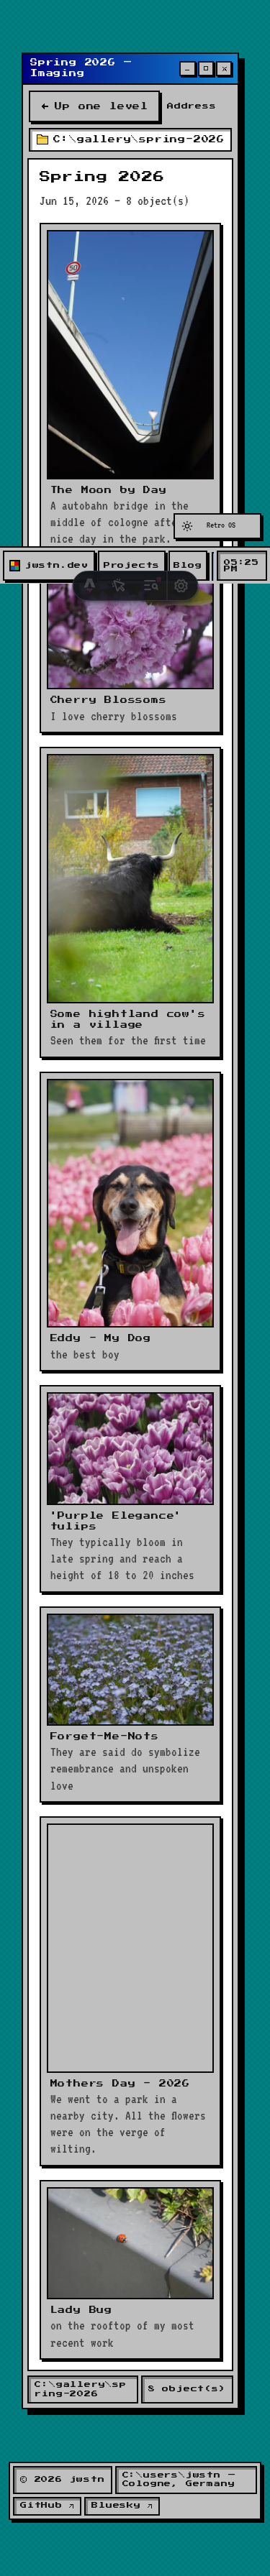 Spring 2026 —
Imaging
← Up one level
Address
C:\gallery\spring-2026
Spring 2026
Jun 15, 2026 — 8 object(s)
The Moon by Day
A autobahn bridge in the
middle of cologne
nice day in the park.
Retro OS
jwstn.dev
Projects
Blog
05:25
PM
Cherry Blossoms
I love cherry blossoms
Some hightland cow's
in a village
Seen them for the first time
Eddy - My Dog
the best boy
'Purple Elegance'
tulips
They typically bloom in
late spring and reach a
height of 18 to 20 inches
Forget-Me-Nots
They are said do symbolize
remembrance and unspoken
love
Mothers Day - 2026
We went to a park in a
nearby city. All the flowers
were on the verge of
wilting.
Lady Bug
on the rooftop of my most
recent work
C:\gallery\sp
ring-2026
8 object(s)
© 2026 jwstn
C:\users\jwstn —
Cologne, Germany
GitHub ↗
Bluesky ↗